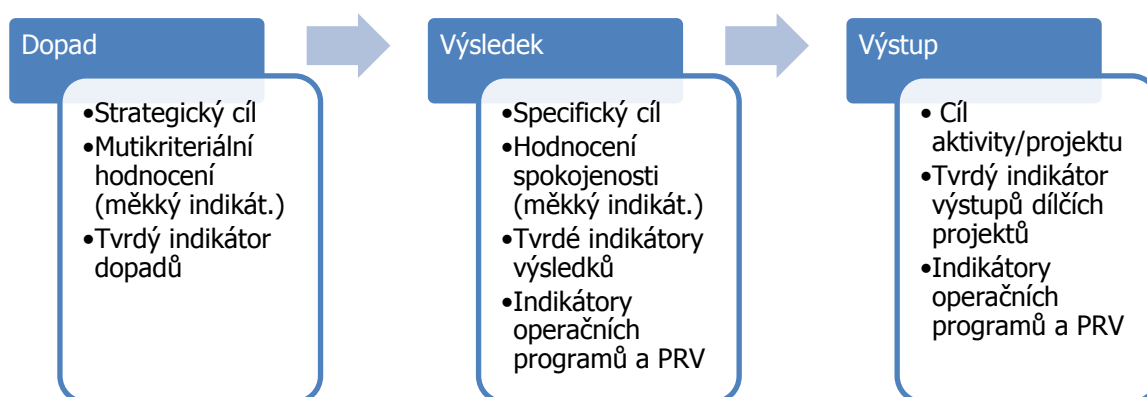 Dopad
•Strategický cíl
•Mutikriteriální
hodnocení
(měkký indikát.)
•Tvrdý indikátor
dopadů
Výsledek
•Specifický cíl
•Hodnocení
spokojenosti
(měkký indikát.)
•Tvrdé indikátory
výsledků
•Indikátory
operačních
programů a PRV
Výstup
• Cíl
aktivity/projektu
•Tvrdý indikátor
výstupů dílčích
projektů
•Indikátory
operačních
programů a PRV